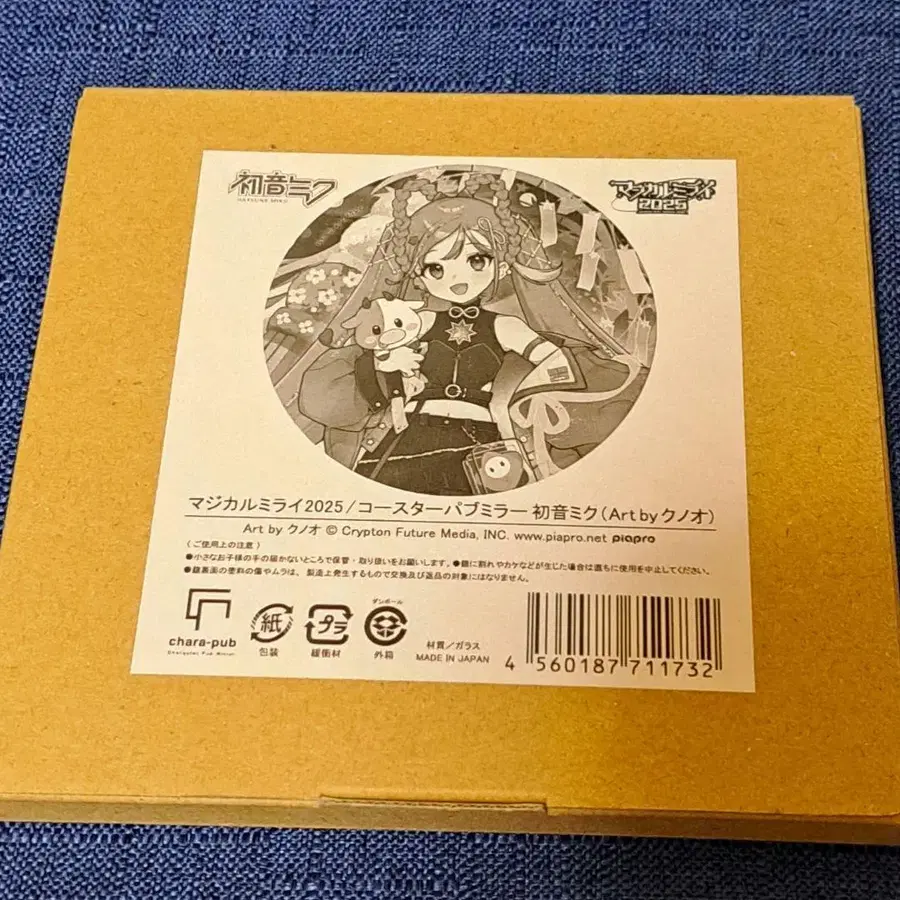 初音ミク
HATSUNE MIKU
マジカルミライ
2025
マジカルミライ2025/コースターパブミラー 初音ミク(Art by クノオ)
Art by クノオ © Crypton Future Media, INC. www.piapro.net piapro
(ご使用上の注意)
●小さなお子様の手の届かないところで保管・取り扱いをお願いします。●鏡に割れやカケなどが生じた場合は直ちに使用を中止してください。
●鏡裏面の塗料の傷やムラは、製造上発生するもので交換及び返品の対象にはなりません。
chara-pub
Character Pub Mirror
紙
包装
プラ
緩衝材
ダンボール
外箱
材質/ガラス
MADE IN JAPAN
4 560187 711732